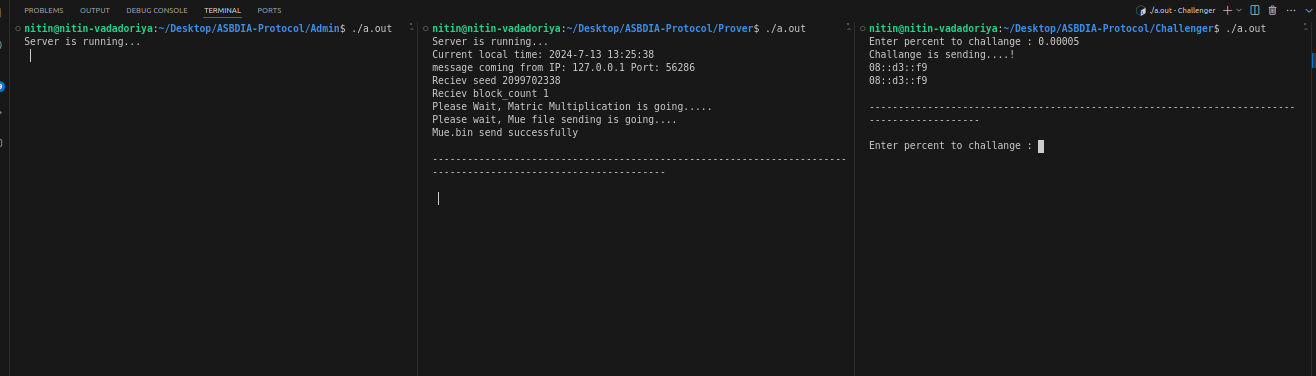 PROBLEMS OUTPUT DEBUG CONSOLE TERMINAL PORTS
./a.out - Challenger
nitin@nitin-vadadoriya:~/Desktop/ASBDIA-Protocol/Admin$ ./a.out
Server is running...
nitin@nitin-vadadoriya:~/Desktop/ASBDIA-Protocol/Prover$ ./a.out
Server is running...
Current local time: 2024-7-13 13:25:38
message coming from IP: 127.0.0.1 Port: 56286
Reciev seed 2099702338
Reciev block_count 1
Please Wait, Matric Multiplication is going.....
Please wait, Mue file sending is going....
Mue.bin send successfully
-----------------------------------------------------------------------
----------------------------------------
nitin@nitin-vadadoriya:~/Desktop/ASBDIA-Protocol/Challenger$ ./a.out
Enter percent to challange : 0.00005
Challange is sending....!
08::d3::f9
08::d3::f9
-------------------------------------------------------------------------
-------------------
Enter percent to challange :